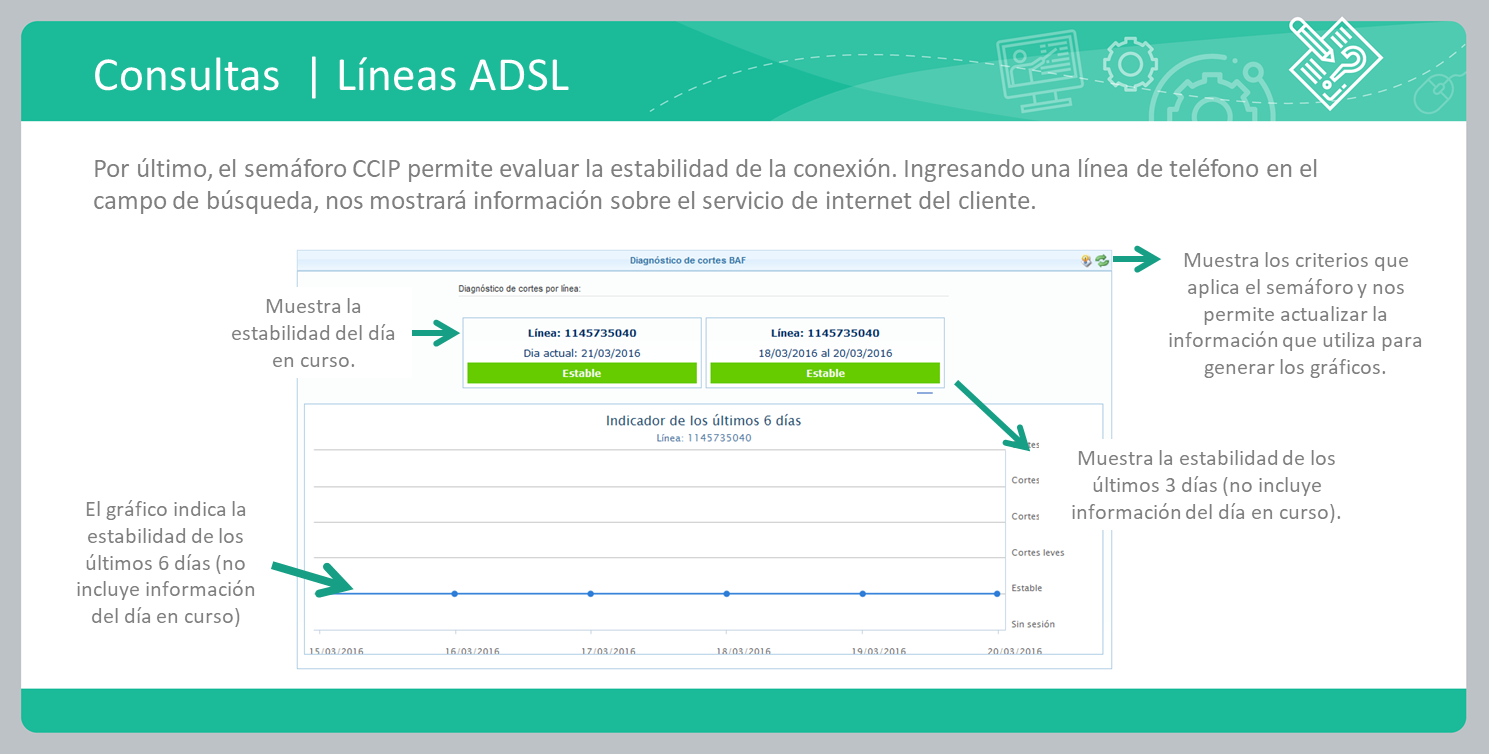 Consultas | Líneas ADSL
Por último, el semáforo CCIP permite evaluar la estabilidad de la conexión. Ingresando una línea de teléfono en el
campo de búsqueda, nos mostrará información sobre el servicio de internet del cliente.
Diagnóstico de cortes BAF
Muestra los criterios que
aplica el semáforo y nos
permite actualizar la
información que utiliza para
generar los gráficos.
Diagnóstico de cortes por línea:
Muestra la
estabilidad del día
en curso.
Línea: 1145735040
Dia actual: 21/03/2016
Estable
Línea: 1145735040
18/03/2016 al 20/03/2016
Estable
Indicador de los últimos 6 días
Línea: 1145735040
Muestra la estabilidad de los
últimos 3 días (no incluye
información del día en curso).
El gráfico indica la
estabilidad de los
últimos 6 días (no
incluye información
del día en curso)
Cortes
Cortes
Cortes leves
Estable
Sin sesión
15/03/2016 16/03/2016 17/03/2016 18/03/2016 19/03/2016 20/03/2016